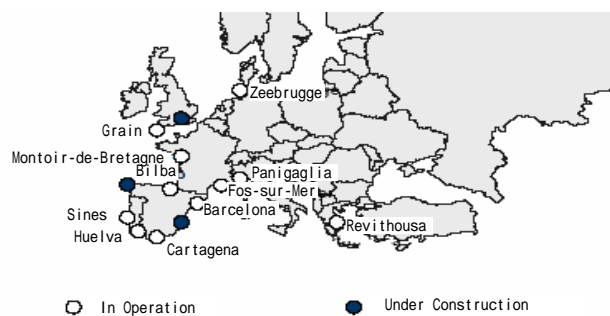 Zeebrugge
Grain
Montoir-de-Bretagne
Bilba
Panigaglia
Fos-sur-Mer
Barcelona
Sines
Huelva
Cartagena
Revithousa
In Operation
Under Construction